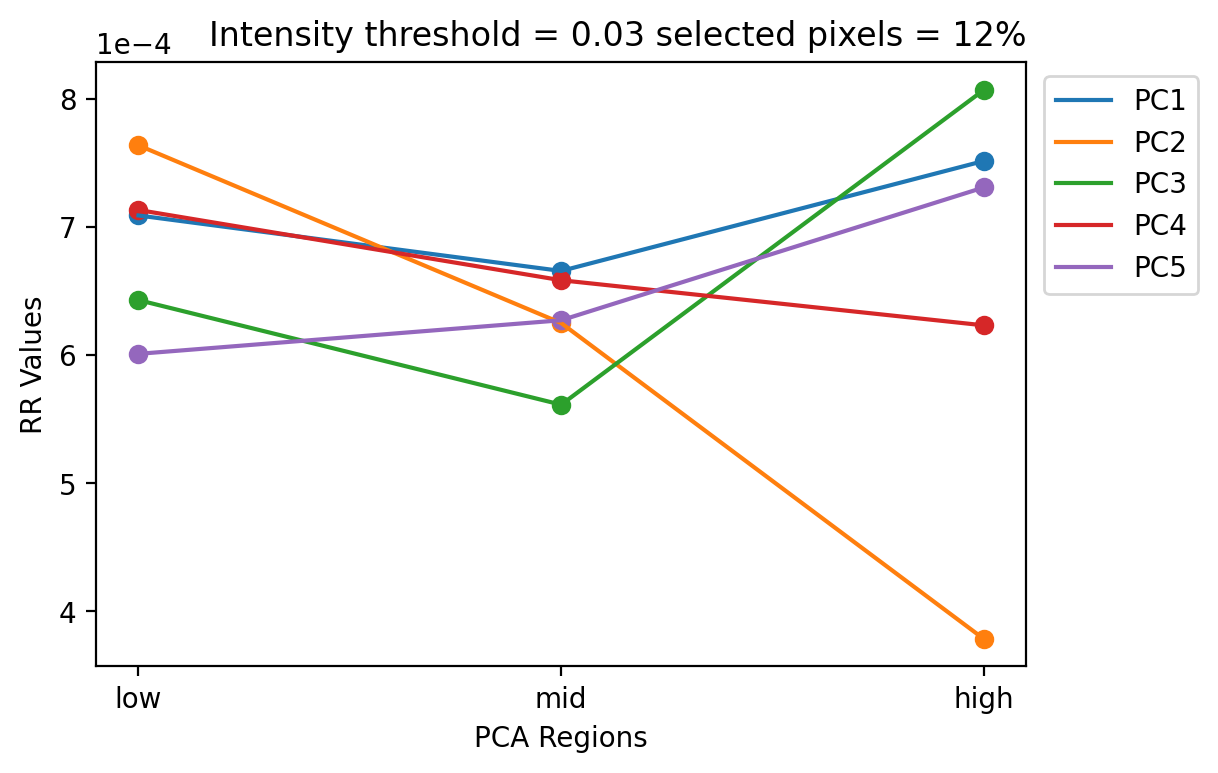 Intensity threshold = 0.03 selected pixels = 12%
1e−4
8
7
6
5
4
RR Values
low
mid
high
PCA Regions
PC1
PC2
PC3
PC4
PC5